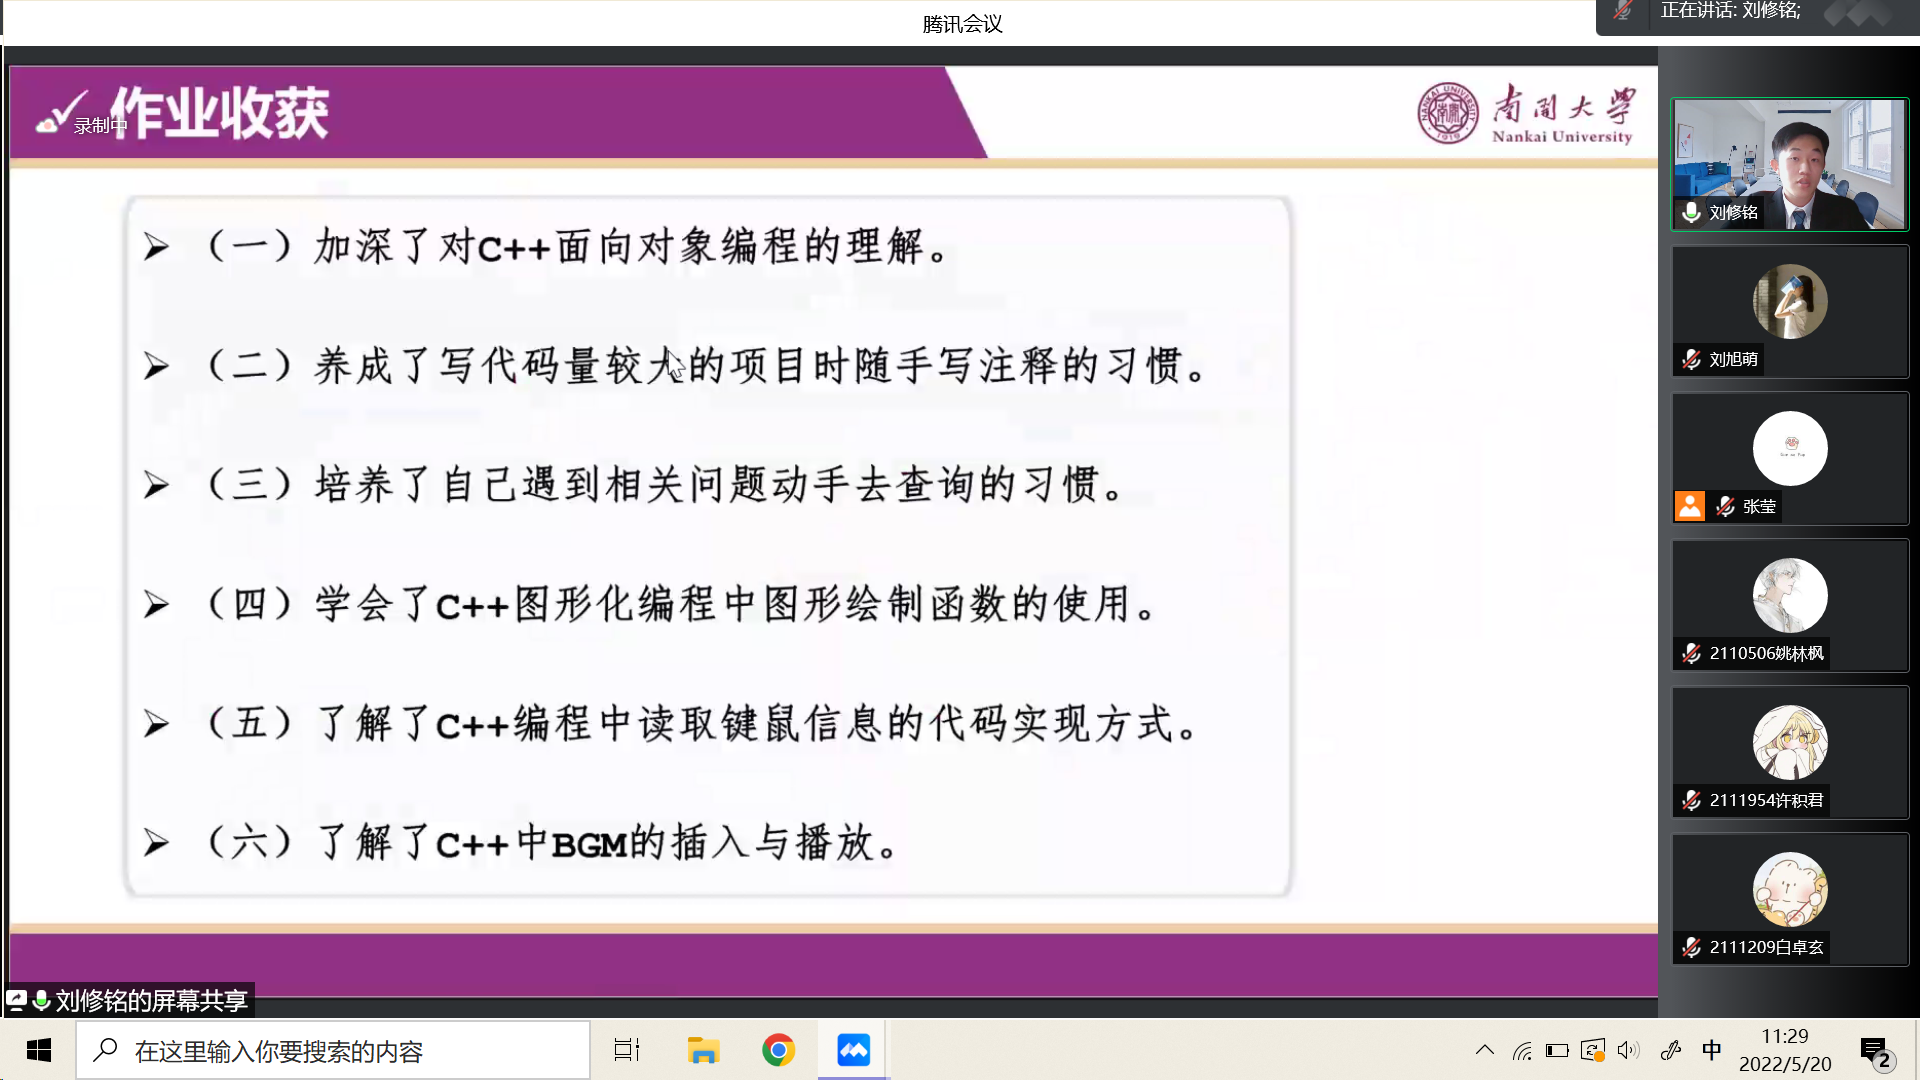 腾讯会议
正在讲话: 刘修铭;
作业收获
录制中
南开大学
Nankai University
（一）加深了对C++面向对象编程的理解。
（二）养成了写代码量较大的项目时随手写注释的习惯。
（三）培养了自己遇到相关问题动手去查询的习惯。
（四）学会了C++图形化编程中图形绘制函数的使用。
（五）了解了C++编程中读取键鼠信息的代码实现方式。
（六）了解了C++中BGM的插入与播放。
刘修铭
刘旭萌
张莹
2110506姚林枫
2111954许积君
2111209白卓玄
刘修铭的屏幕共享
在这里输入你要搜索的内容
中
11:29
2022/5/20
2